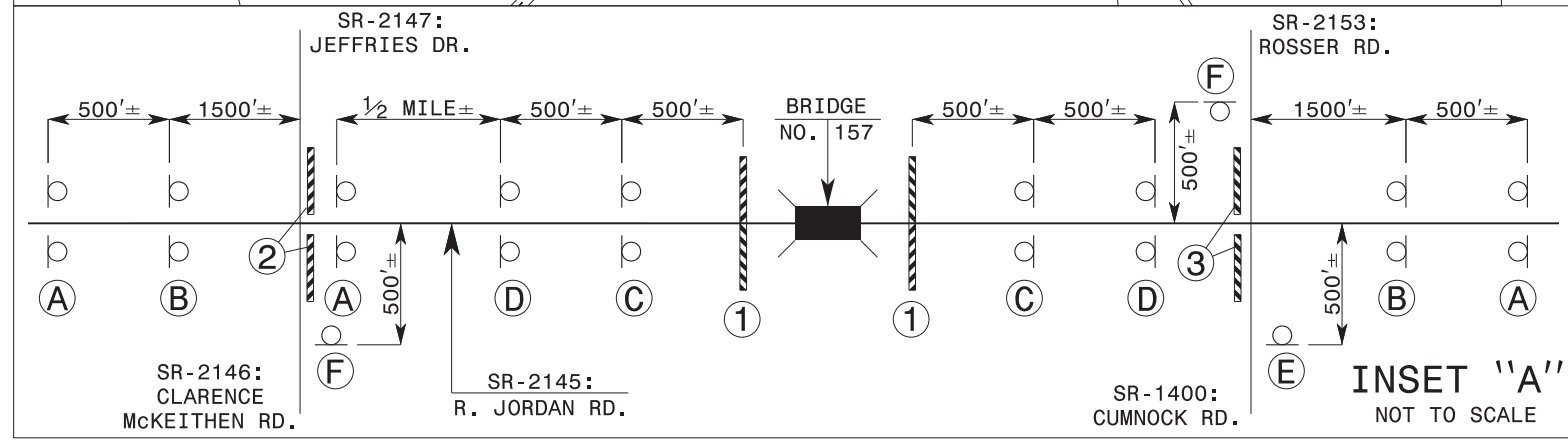 SR-2147:
JEFFRIES DR.
SR-2153:
ROSSER RD.
F
500'±
1500'±
1/2 MILE±
500'±
500'±
BRIDGE
NO. 157
500'±
500'±
500'±
1500'±
500'±
2
3
500'±
500'±
A
B
A
D
C
1
1
C
D
B
A
F
E
SR-2146:
CLARENCE
McKEITHEN RD.
SR-2145:
R. JORDAN RD.
SR-1400:
CUMNOCK RD.
INSET "A"
NOT TO SCALE